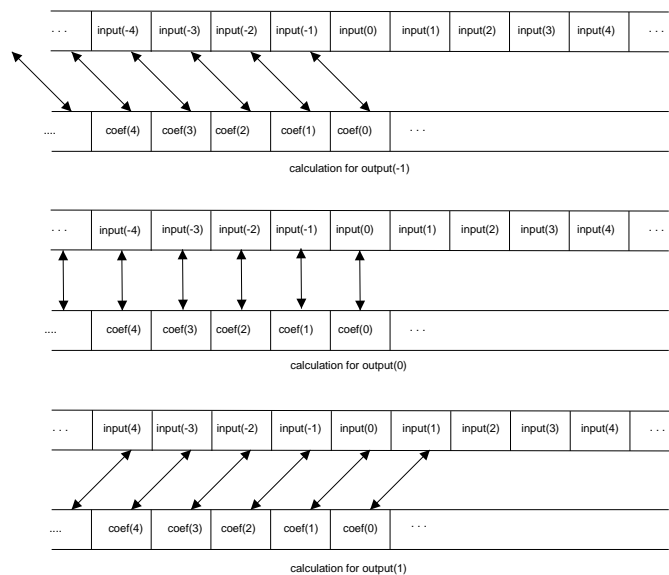 . . . input(-4) input(-3) input(-2) input(-1) input(0) input(1) input(2) input(3) input(4) . . .
.... coef(4) coef(3) coef(2) coef(1) coef(0) . . .
calculation for output(-1)
. . . input(-4) input(-3) input(-2) input(-1) input(0) input(1) input(2) input(3) input(4) . . .
.... coef(4) coef(3) coef(2) coef(1) coef(0) . . .
calculation for output(0)
. . . input(4) input(-3) input(-2) input(-1) input(0) input(1) input(2) input(3) input(4) . . .
.... coef(4) coef(3) coef(2) coef(1) coef(0) . . .
calculation for output(1)